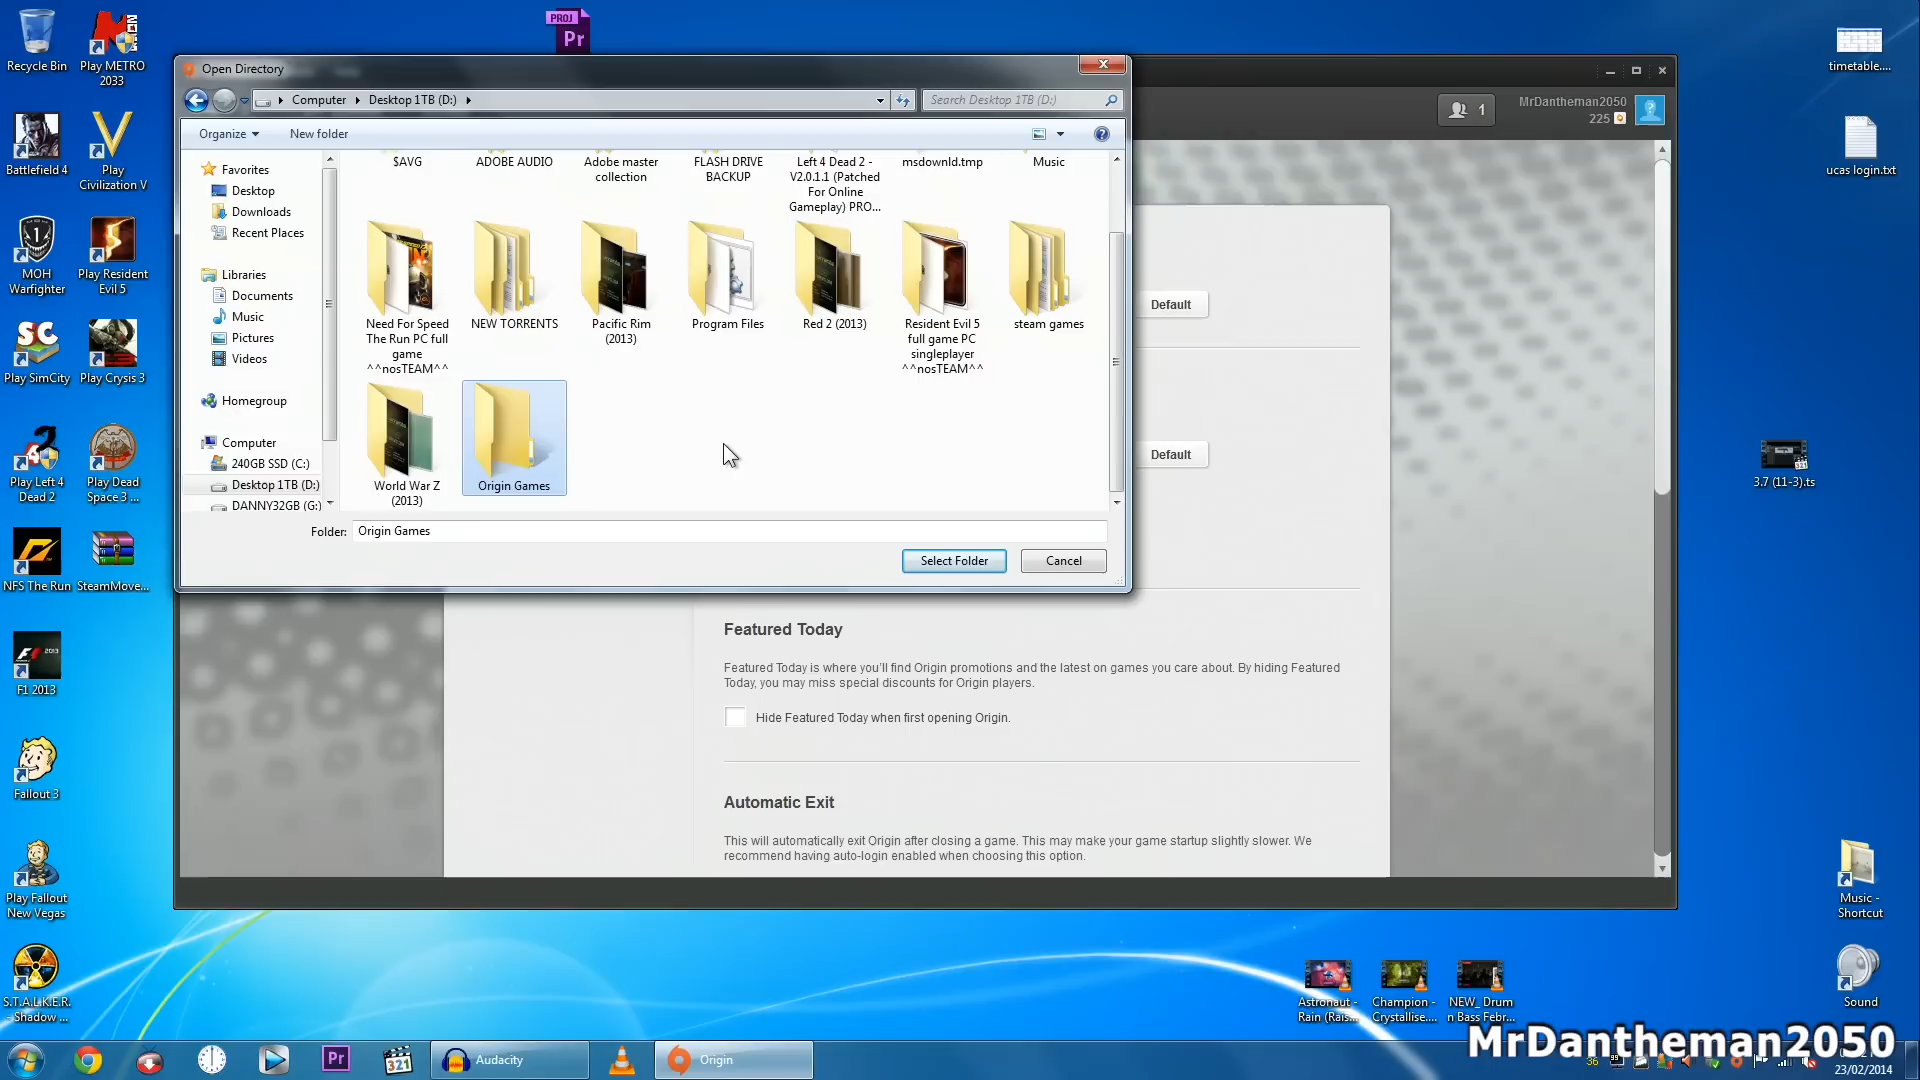 Recycle Bin
Play METRO
2033
Battlefield 4
Play
Civilization V
MOH
Warfighter
Play Resident
Evil 5
Play SimCity
Play Crysis 3
Play Left 4
Dead 2
Play Dead
Space 3 ...
NFS The Run
SteamMove...
F1 2013
Fallout 3
Play Fallout
New Vegas
S.T.A.L.K.E.R.
- Shadow ...
PROJ
Pr
Open Directory
Computer
Desktop 1TB (D:)
Search Desktop 1TB (D:)
Organize
New folder
Favorites
Desktop
Downloads
Recent Places
Libraries
Documents
Music
Pictures
Videos
Homegroup
Computer
240GB SSD (C:)
Desktop 1TB (D:)
DANNY32GB (G:)
$AVG
ADOBE AUDIO
Adobe master
collection
FLASH DRIVE
BACKUP
Left 4 Dead 2 -
V2.0.1.1 (Patched
For Online
Gameplay) PRO...
msdownld.tmp
Music
Need For Speed
The Run PC full
game
^^nosTEAM^^
NEW TORRENTS
Pacific Rim
(2013)
Program Files
Red 2 (2013)
Resident Evil 5
full game PC
singleplayer
^^nosTEAM^^
steam games
World War Z
(2013)
Origin Games
Folder: Origin Games
Select Folder
Cancel
1
MrDantheman2050
225
Default
Default
Featured Today
Featured Today is where you'll find Origin promotions and the latest on games you care about. By hiding Featured
Today, you may miss special discounts for Origin players.
Hide Featured Today when first opening Origin.
Automatic Exit
This will automatically exit Origin after closing a game. This may make your game startup slightly slower. We
recommend having auto-login enabled when choosing this option.
timetable....
ucas login.txt
321
3.7 (11-3).ts
Music -
Shortcut
Sound
Astronaut -
Rain (Rais...
Champion -
Crystallise....
NEW_ Drum
n Bass Febr...
MrDantheman2050
Pr
321
Audacity
Origin
36
23/02/2014